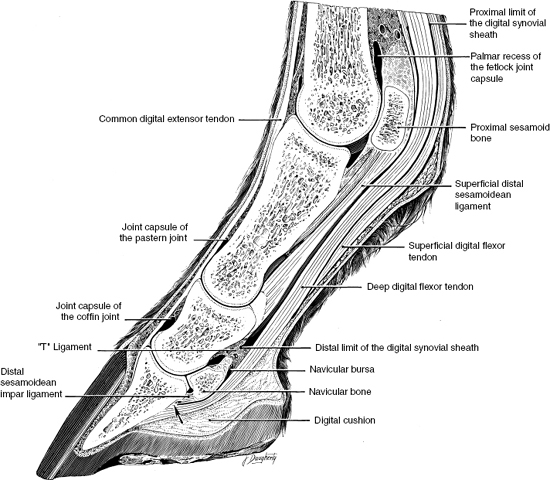 Proximal limit of
the digital synovial
sheath
Palmar recess of
the fetlock joint
capsule
Common digital extensor tendon
Proximal sesamoid
bone
Superficial distal
sesamoidean
ligament
Joint capsule of
the pastern joint
Superficial digital flexor
tendon
Deep digital flexor tendon
Joint capsule of
the coffin joint
"T" Ligament
Distal limit of the digital synovial sheath
Distal
sesamoidean
impar ligament
Navicular bursa
Navicular bone
Digital cushion
J. Daugherty